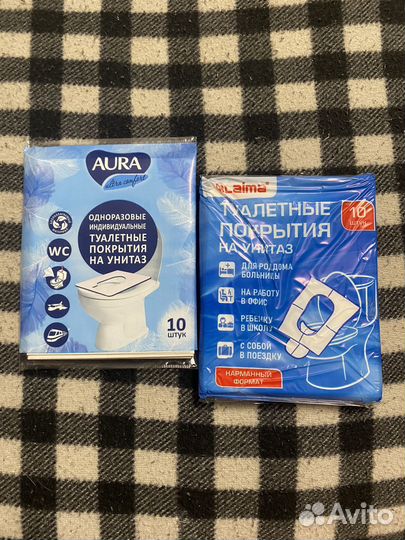 AURA
ultra comfort
ОДНОРАЗОВЫЕ
ИНДИВИДУАЛЬНЫЕ
ТУАЛЕТНЫЕ
ПОКРЫТИЯ
НА УНИТАЗ
WC
10
ШТУК
Laima
ТУАЛЕТНЫЕ
ПОКРЫТИЯ
НА УНИТАЗ
10
ШТУК
ДЛЯ РОДДОМА
БОЛЬНИЦЫ
НА РАБОТУ
В ОФИС
РЕБЕНКУ
В ШКОЛУ
С СОБОЙ
В ПОЕЗДКУ
КАРМАННЫЙ
ФОРМАТ
Avito